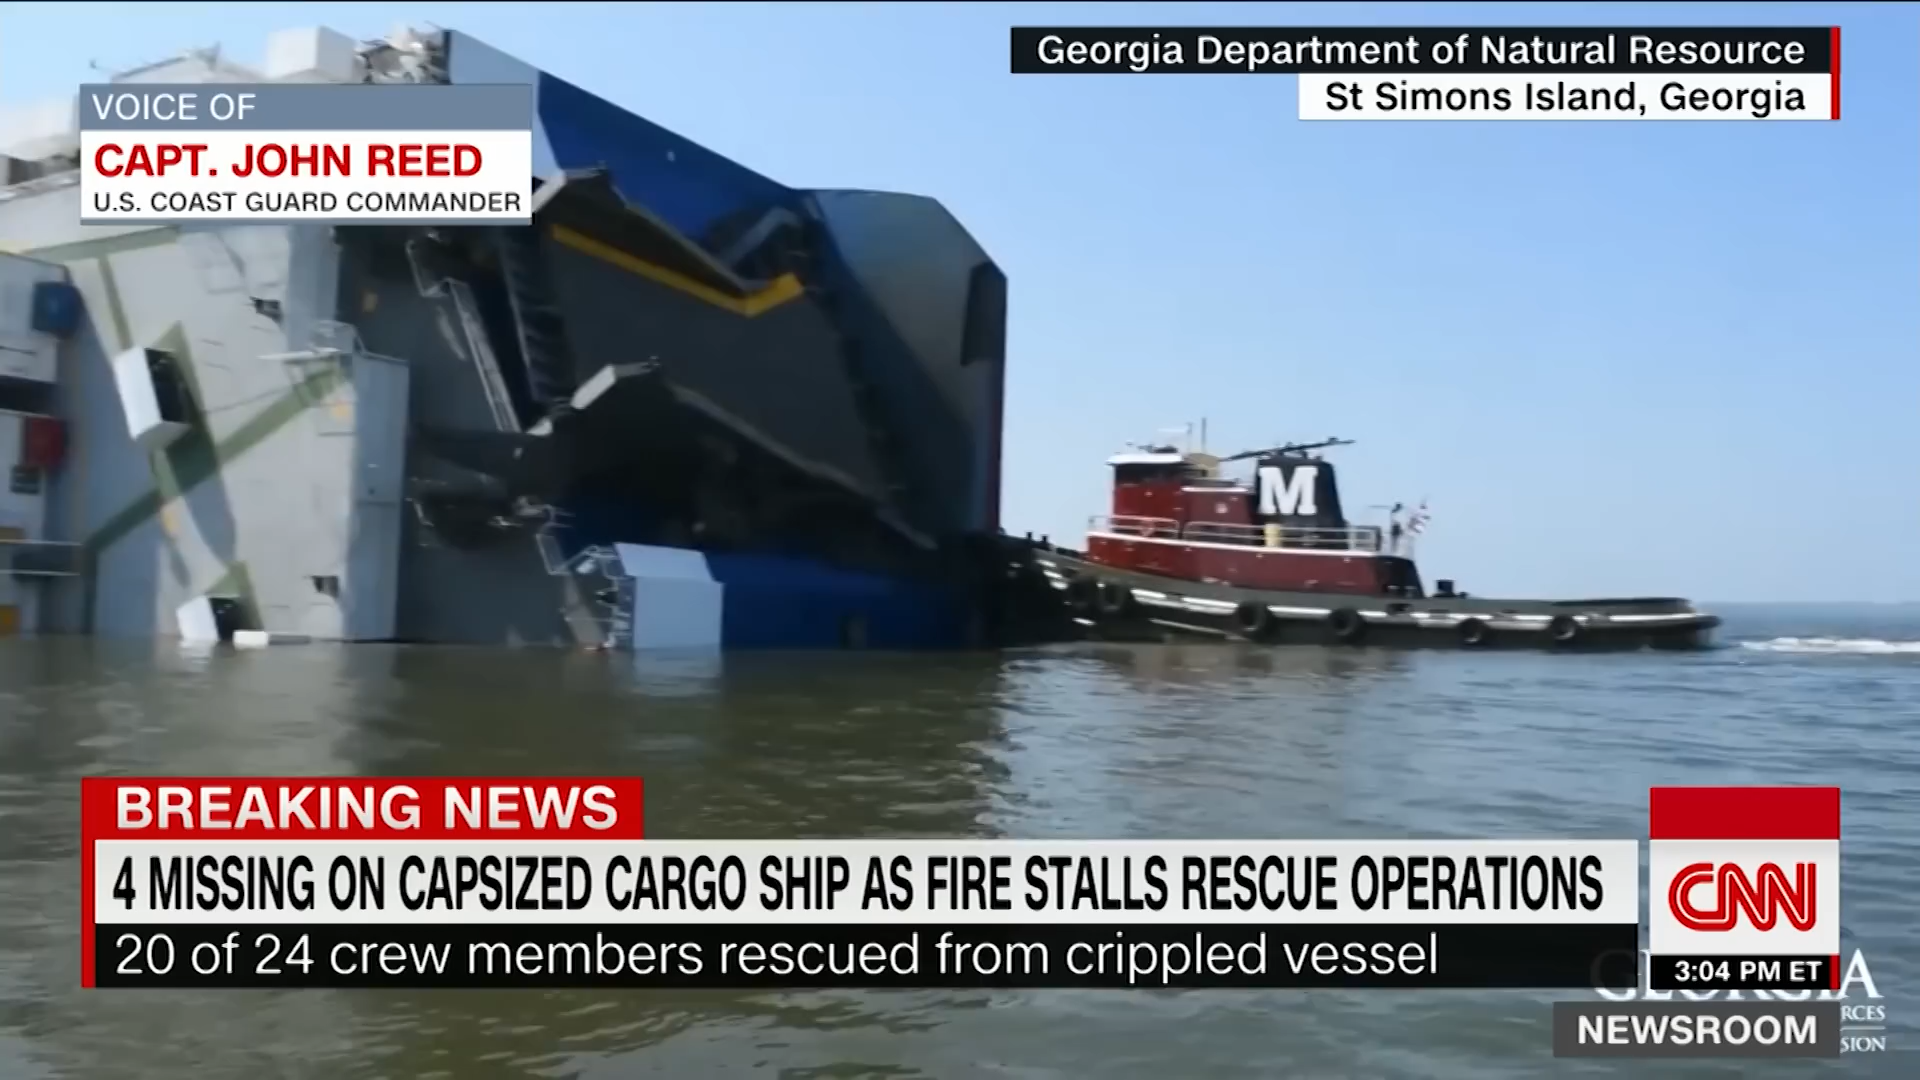 Georgia Department of Natural Resource
St Simons Island, Georgia
VOICE OF
CAPT. JOHN REED
U.S. COAST GUARD COMMANDER
M
BREAKING NEWS
4 MISSING ON CAPSIZED CARGO SHIP AS FIRE STALLS RESCUE OPERATIONS
20 of 24 crew members rescued from crippled vessel
CNN
3:04 PM ET
NEWSROOM